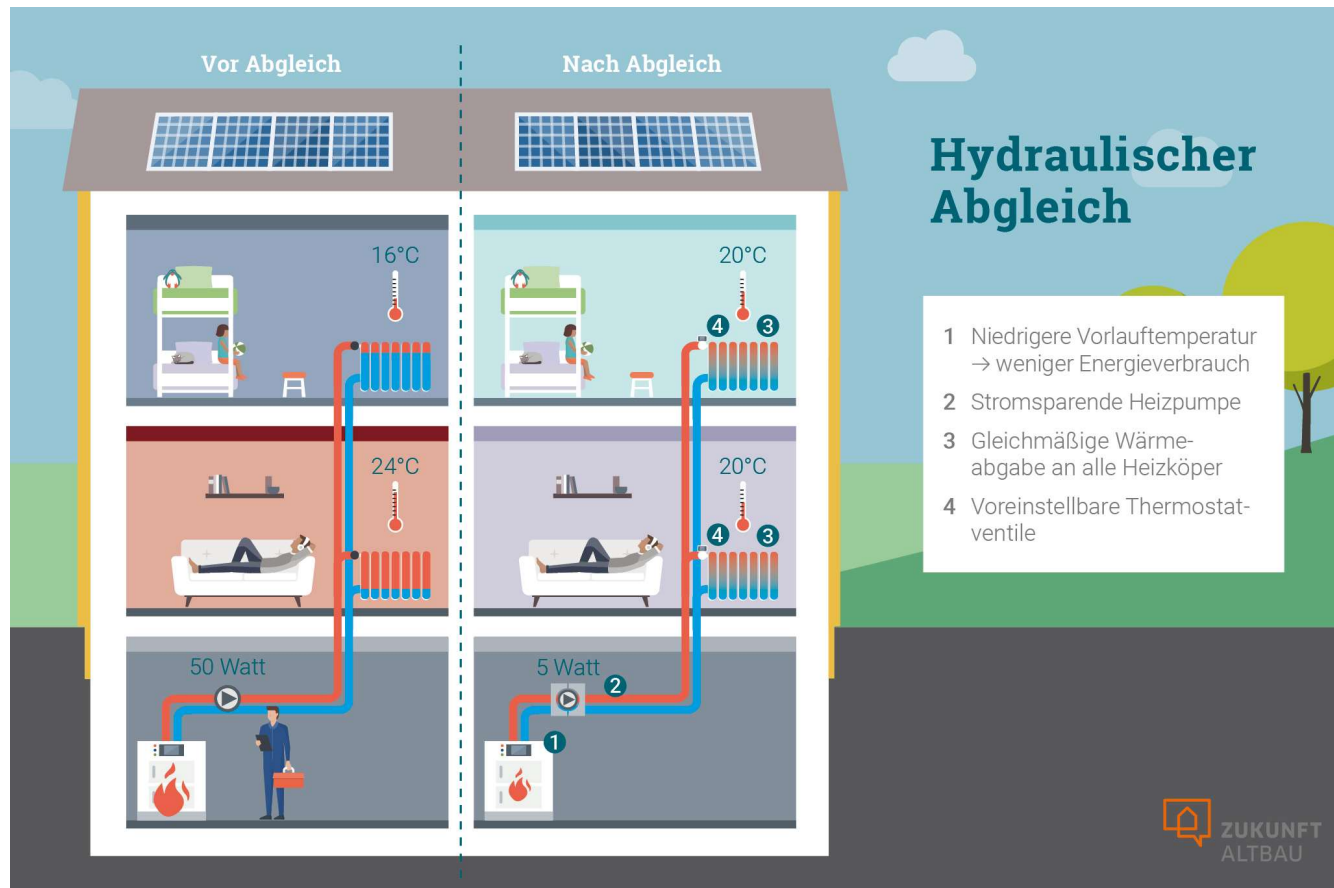 Vor Abgleich
Nach Abgleich
Hydraulischer
Abgleich
16°C
20°C
4
3
24°C
20°C
4
3
50 Watt
5 Watt
2
1
1 Niedrigere Vorlauftemperatur
→ weniger Energieverbrauch
2 Stromsparende Heizpumpe
3 Gleichmäßige Wärme-
abgabe an alle Heizköper
4 Voreinstellbare Thermostat-
ventile
ZUKUNFT
ALTBAU